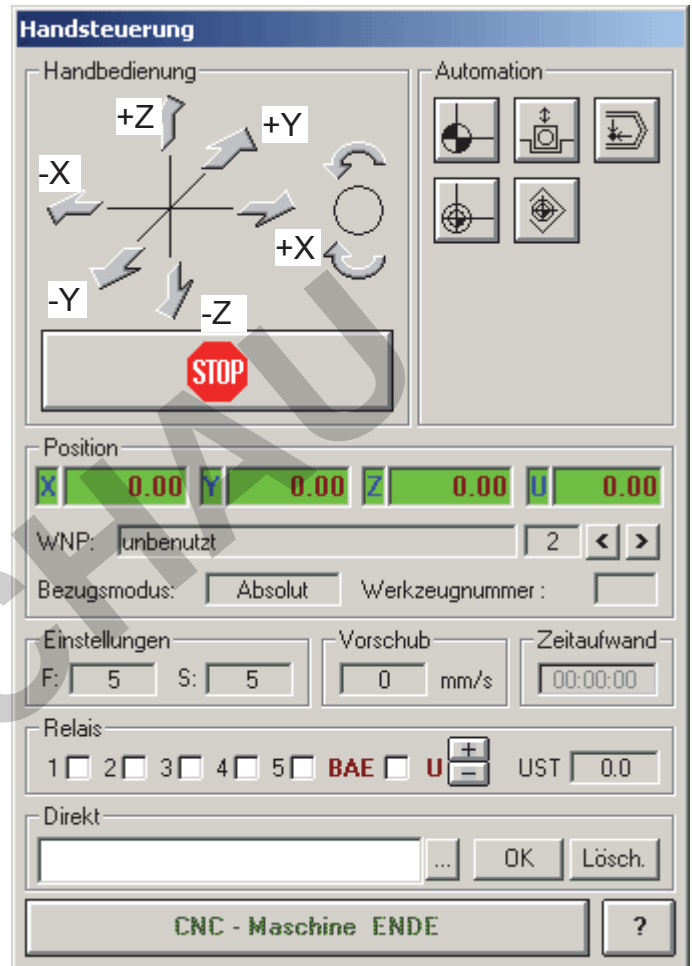 Handsteuerung
Handbedienung
Automation
+Z
+Y
-X
+X
-Y
-Z
STOP
Position
X 0.00 Y 0.00 Z 0.00 U 0.00
WNP: unbenutzt 2 < >
Bezugsmodus: Absolut Werkzeugnummer :
Einstellungen Vorschub Zeitaufwand
F: 5 S: 5 0 mm/s 00:00:00
Relais
1 2 3 4 5 BAE U + - UST 0.0
Direkt
... OK Lösch.
CNC - Maschine ENDE ?
CHAU